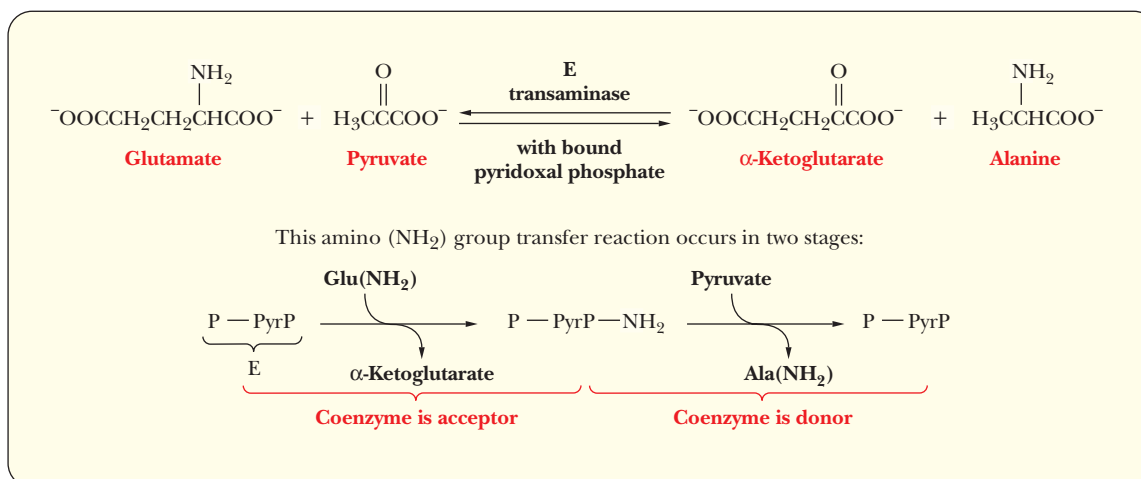 NH₂ O E O NH₂
transaminase
⁻OOCCH₂CH₂CHCOO⁻ + H₃CCCOO⁻ ⁻OOCCH₂CH₂CCOO⁻ + H₃CCHCOO⁻
Glutamate Pyruvate with bound α-Ketoglutarate Alanine
pyridoxal phosphate
This amino (NH₂) group transfer reaction occurs in two stages:
Glu(NH₂) Pyruvate
P — PyrP P — PyrP—NH₂ P — PyrP
E α-Ketoglutarate Ala(NH₂)
Coenzyme is acceptor Coenzyme is donor